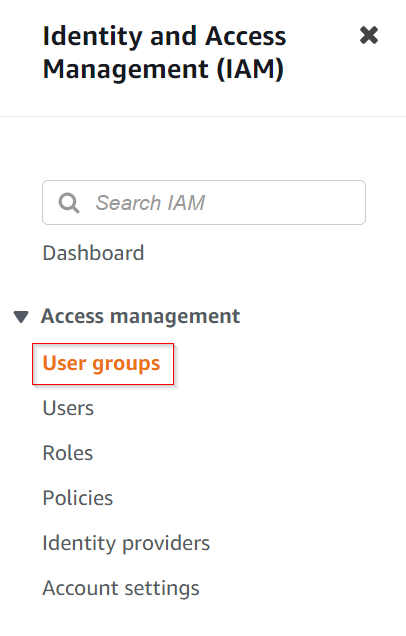 Identity and Access
Management (IAM)
Search IAM
Dashboard
Access management
User groups
Users
Roles
Policies
Identity providers
Account settings